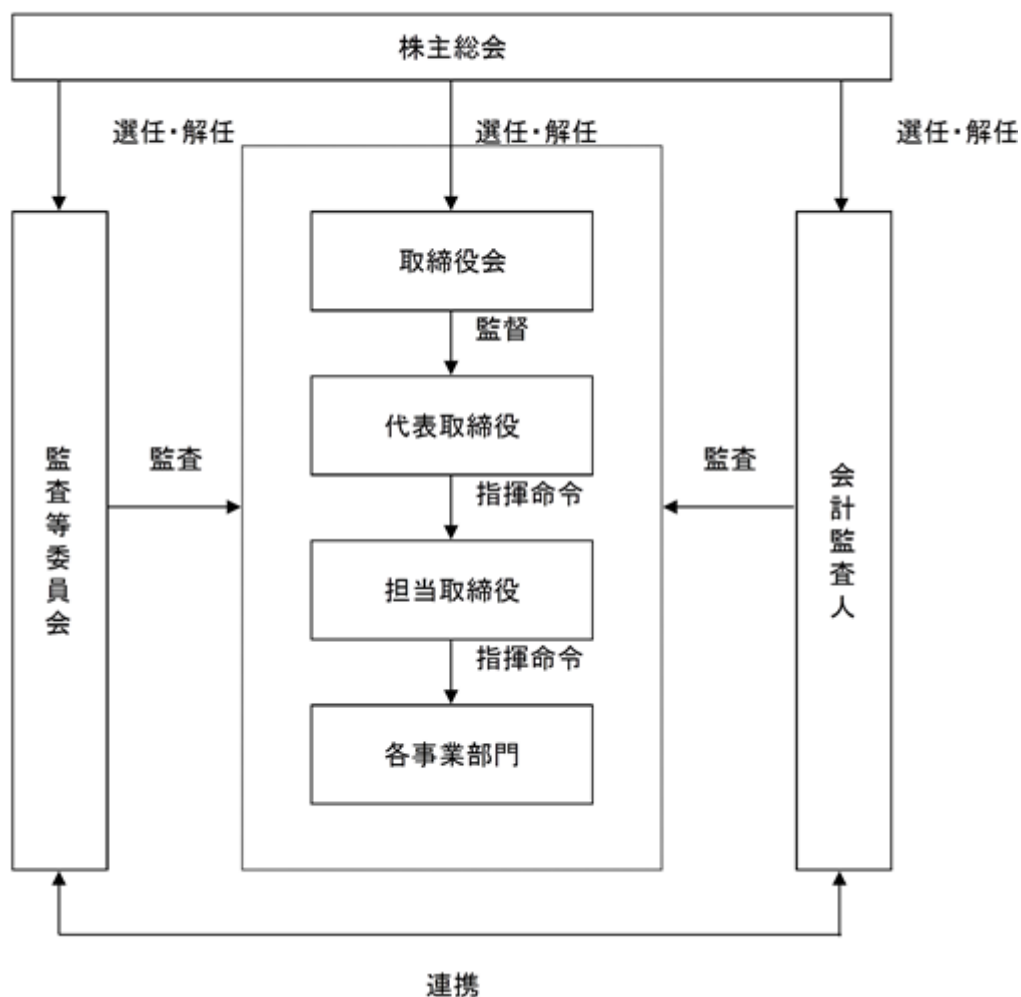 株主総会
選任・解任
選任・解任
選任・解任
取締役会
監督
代表取締役
指揮命令
監査
監査
監査等委員会
会計監査人
担当取締役
指揮命令
各事業部門
連携